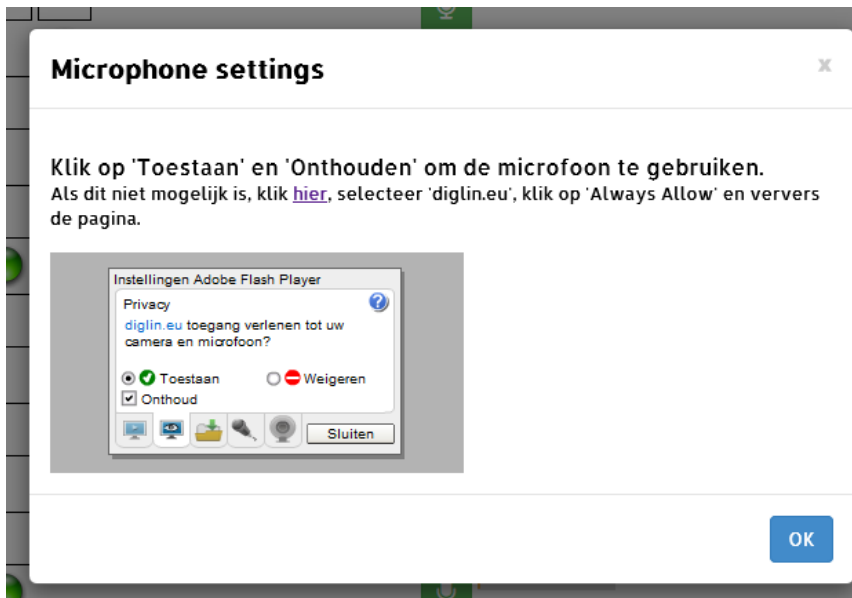 Microphone settings
x
Klik op 'Toestaan' en 'Onthouden' om de microfoon te gebruiken.
Als dit niet mogelijk is, klik hier, selecteer 'diglin.eu', klik op 'Always Allow' en ververs
de pagina.
Instellingen Adobe Flash Player
Privacy
?
diglin.eu toegang verlenen tot uw
camera en microfoon?
Toestaan
Weigeren
Onthoud
Sluiten
OK